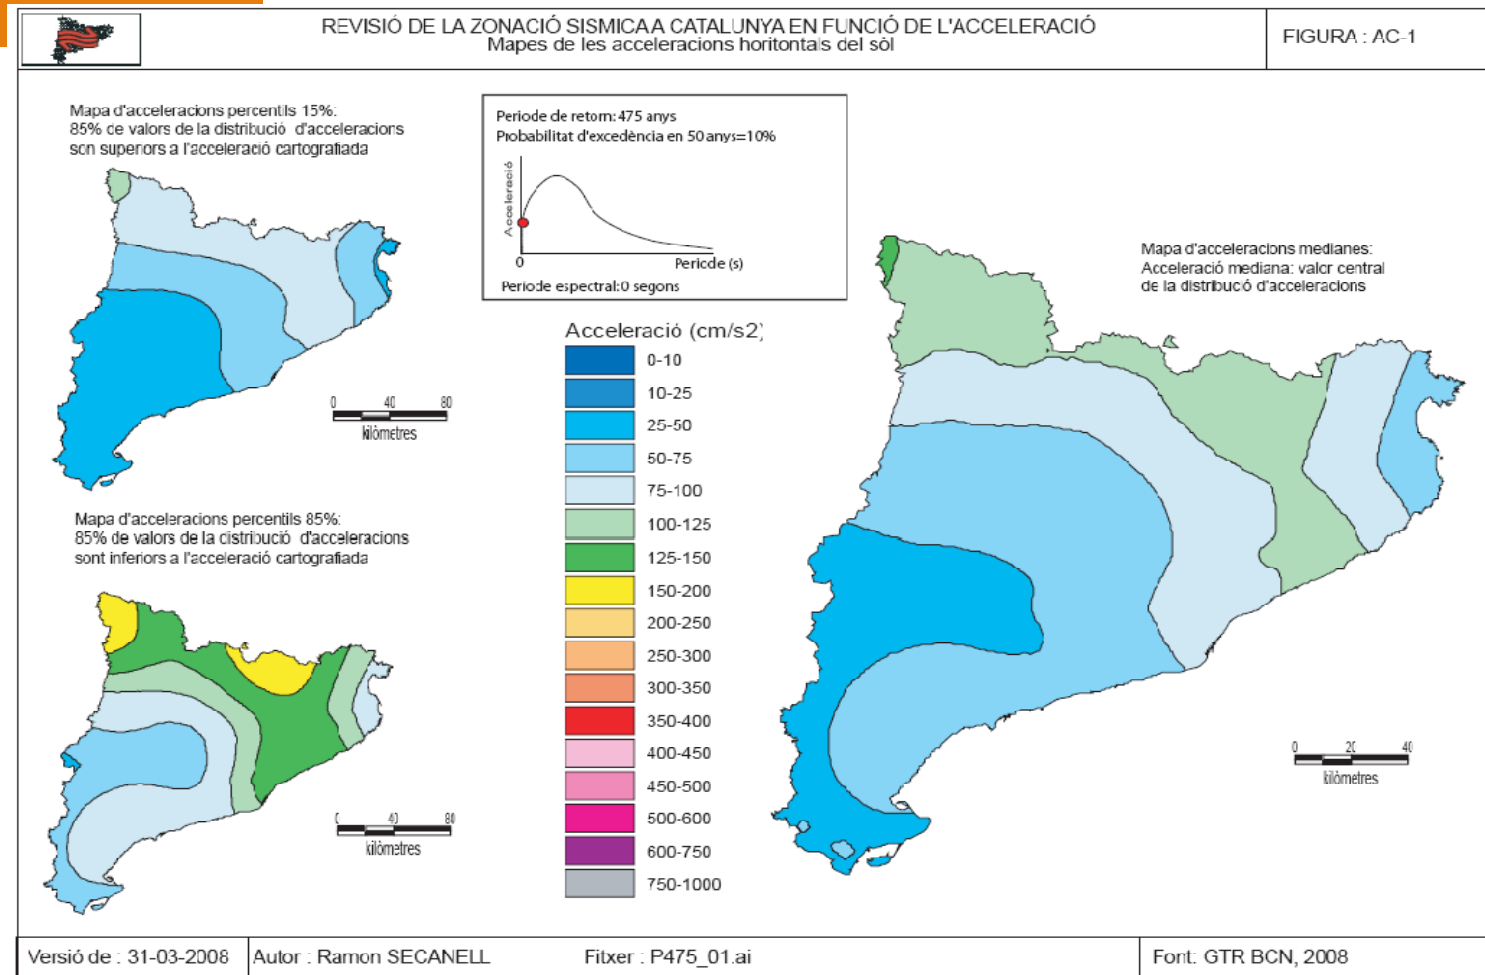 REVISIÓ DE LA ZONACIÓ SISMICA A CATALUNYA EN FUNCIÓ DE L'ACCELERACIÓ
Mapes de les acceleracions horitontals del sòl
FIGURA : AC-1
Mapa d'acceleracions percentils 15%:
85% de valors de la distribució d'acceleracions
son superiors a l'acceleració cartografiada
Periode de retorn: 475 anys
Probabilitat d'excedència en 50 anys=10%
Acceleració
0
Periode (s)
Periode espectral:0 segons
Mapa d'acceleracions medianes:
Acceleració mediana: valor central
de la distribució d'acceleracions
0 40 80
kilòmetres
Acceleració (cm/s2)
0-10
10-25
25-50
50-75
75-100
100-125
125-150
150-200
200-250
250-300
300-350
350-400
400-450
450-500
500-600
600-750
750-1000
Mapa d'acceleracions percentils 85%:
85% de valors de la distribució d'acceleracions
sont inferiors a l'acceleració cartografiada
0 40 80
kilòmetres
0 20 40
kilòmetres
Versió de : 31-03-2008
Autor : Ramon SECANELL
Fitxer : P475_01.ai
Font: GTR BCN, 2008